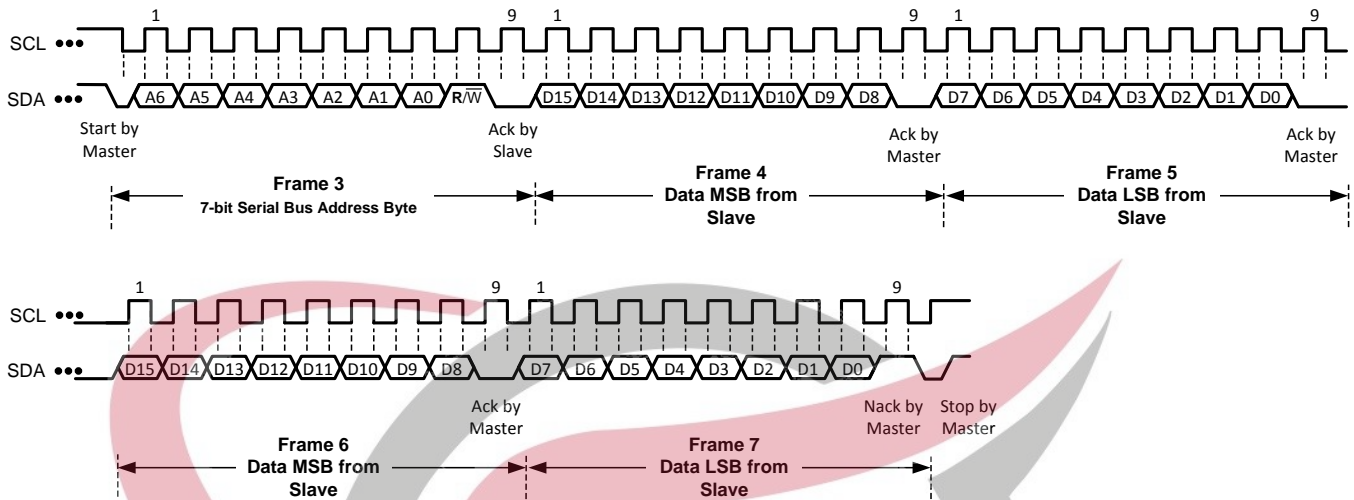 1 9 1 9 1 9
SCL •••
SDA ••• A6 A5 A4 A3 A2 A1 A0 R/W̅ D15 D14 D13 D12 D11 D10 D9 D8 D7 D6 D5 D4 D3 D2 D1 D0
Start by Master
Ack by Slave
Ack by Master
Ack by Master
Frame 3
7-bit Serial Bus Address Byte
Frame 4
Data MSB from
Slave
Frame 5
Data LSB from
Slave
1 9 1 9
SCL •••
SDA ••• D15 D14 D13 D12 D11 D10 D9 D8 D7 D6 D5 D4 D3 D2 D1 D0
Ack by Master
Nack by Master
Stop by Master
Frame 6
Data MSB from
Slave
Frame 7
Data LSB from
Slave